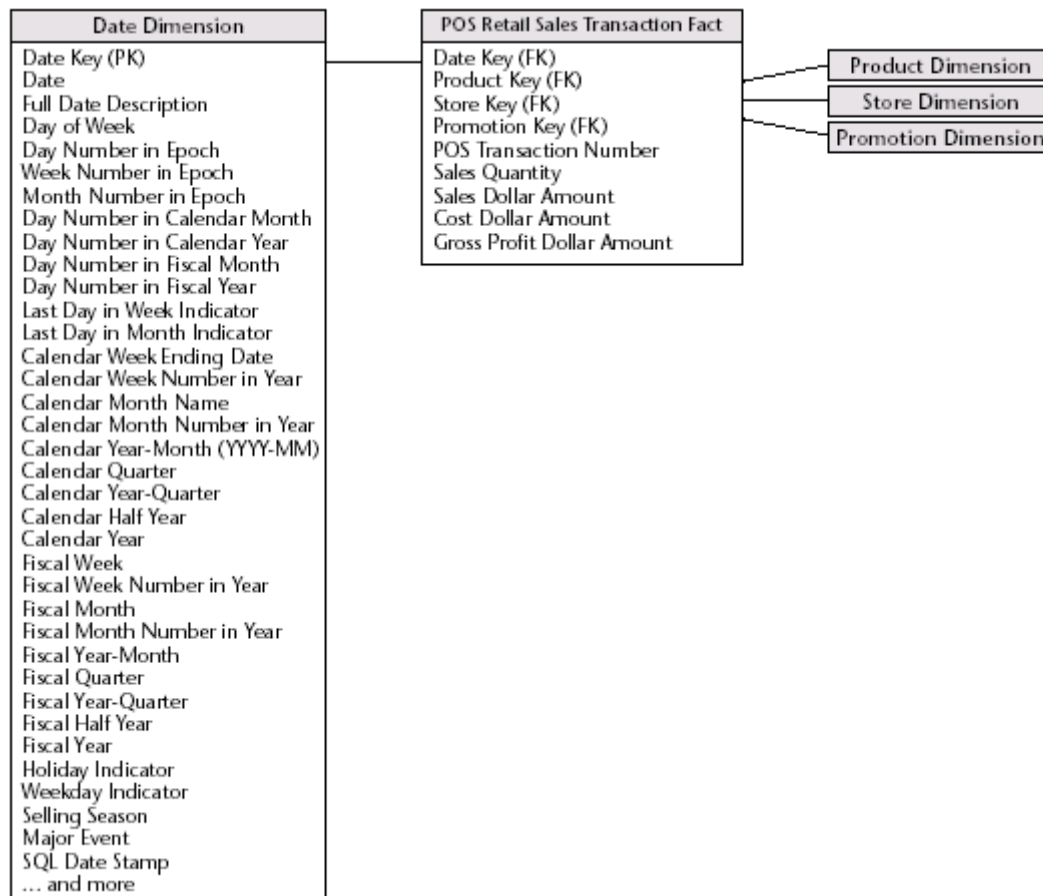 Date Dimension
Date Key (PK)
Date
Full Date Description
Day of Week
Day Number in Epoch
Week Number in Epoch
Month Number in Epoch
Day Number in Calendar Month
Day Number in Calendar Year
Day Number in Fiscal Month
Day Number in Fiscal Year
Last Day in Week Indicator
Last Day in Month Indicator
Calendar Week Ending Date
Calendar Week Number in Year
Calendar Month Name
Calendar Month Number in Year
Calendar Year-Month (YYYY-MM)
Calendar Quarter
Calendar Year-Quarter
Calendar Half Year
Calendar Year
Fiscal Week
Fiscal Week Number in Year
Fiscal Month
Fiscal Month Number in Year
Fiscal Year-Month
Fiscal Quarter
Fiscal Year-Quarter
Fiscal Half Year
Fiscal Year
Holiday Indicator
Weekday Indicator
Selling Season
Major Event
SQL Date Stamp
... and more
POS Retail Sales Transaction Fact
Date Key (FK)
Product Key (FK)
Store Key (FK)
Promotion Key (FK)
POS Transaction Number
Sales Quantity
Sales Dollar Amount
Cost Dollar Amount
Gross Profit Dollar Amount
Product Dimension
Store Dimension
Promotion Dimension